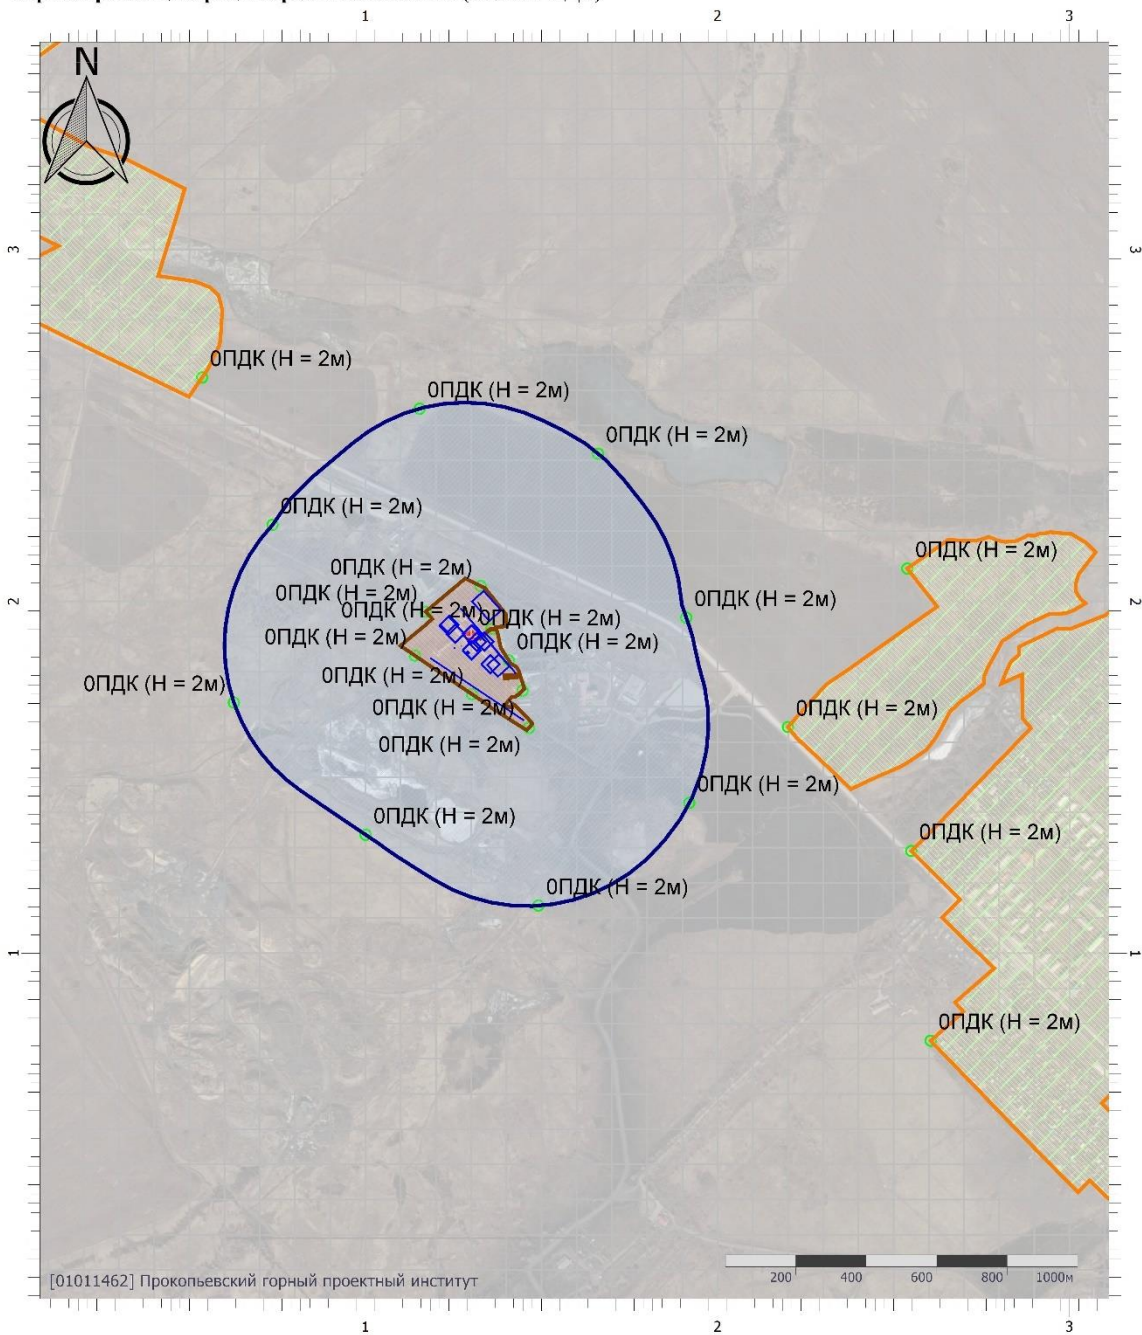 1 2 3
N
3 3
0ПДК (H = 2м)
0ПДК (H = 2м)
0ПДК (H = 2м)
0ПДК (H = 2м)
0ПДК (H = 2м)
0ПДК (H = 2м)
0ПДК (H = 2м)
0ПДК (H = 2м)
2 2
0ПДК (H = 2м)
0ПДК (H = 2м)
0ПДК (H = 2м)
0ПДК (H = 2м)
0ПДК (H = 2м)
0ПДК (H = 2м)
0ПДК (H = 2м)
0ПДК (H = 2м)
0ПДК (H = 2м)
0ПДК (H = 2м)
0ПДК (H = 2м)
0ПДК (H = 2м)
0ПДК (H = 2м)
0ПДК (H = 2м)
1 1
0ПДК (H = 2м)
200 400 600 800 1000м
[01011462] Прокопьевский горный проектный институт
1 2 3